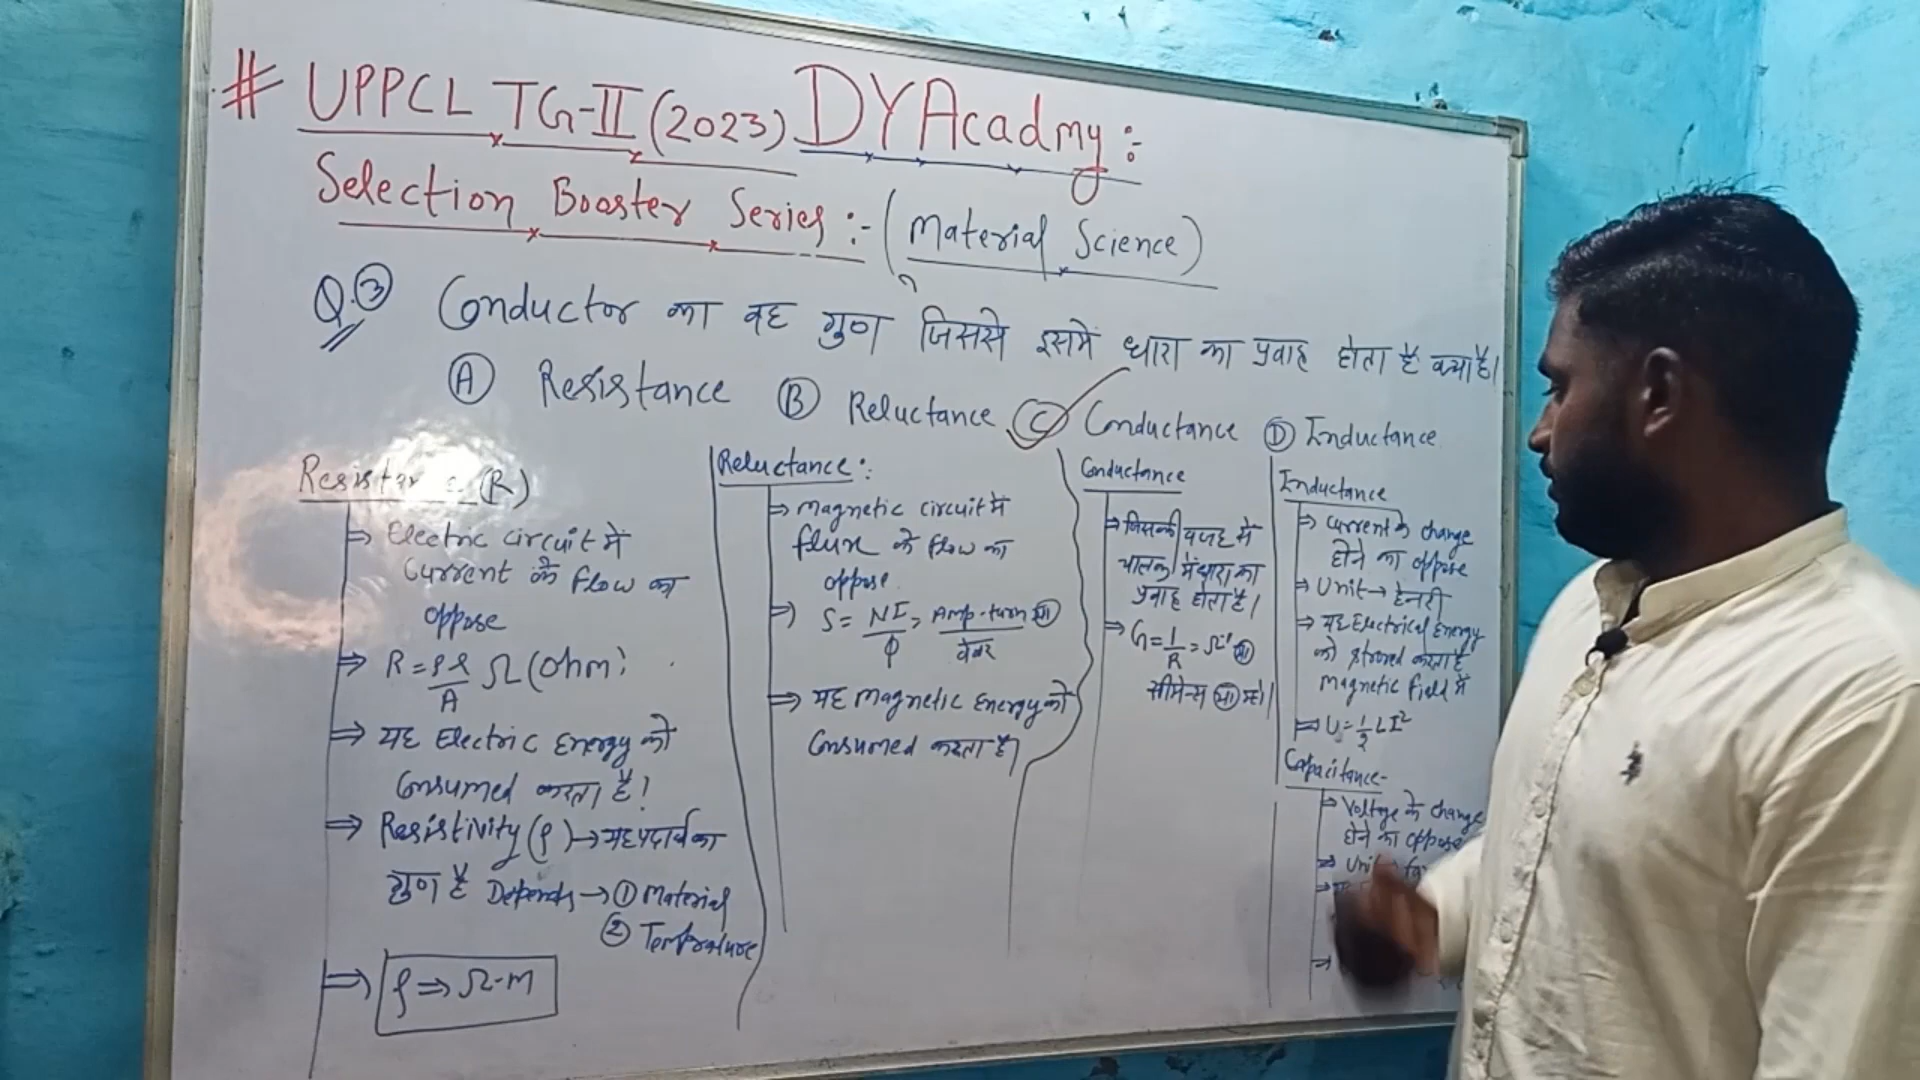 # UPPCL TG-II (2023) DYAcadmy:
Selection Booster Series :- (Material Science)
Q.③ Conductor का वह गुण जिससे इसमें धारा का प्रवाह होता है क्या है।
Ⓐ Resistance Ⓑ Reluctance Ⓒ Conductance Ⓓ Inductance
Resistance (R)
⇒ Electric circuit में
Current के flow का
oppose
⇒ R = ρl/A Ω (Ohm)
⇒ यह Electric Energy को
Consumed करता है!
⇒ Resistivity (ρ) → यह पदार्थ का
गुण है Depends → ① Material
② Temperature
⇒ ρ ⇒ Ω-m
Reluctance :
⇒ Magnetic circuit में
flux के flow का
oppose
⇒ S = NI/φ = Amp-turn/वेबर या
⇒ यह Magnetic Energy को
Consumed करता है।
Conductance
⇒ जिसकी वजह से
चालक में धारा का
प्रवाह होता है।
⇒ G = 1/R = Ω⁻¹ या
सीमेन्स या म्हो।
Inductance
⇒ Current के change
होने का oppose
⇒ Unit → हेनरी
⇒ यह Electrical Energy
को strored करता है
Magnetic field में
⇒ U = 1/2 LI²
Capacitance-
⇒ Voltage के change
होने का oppose
⇒ Unit